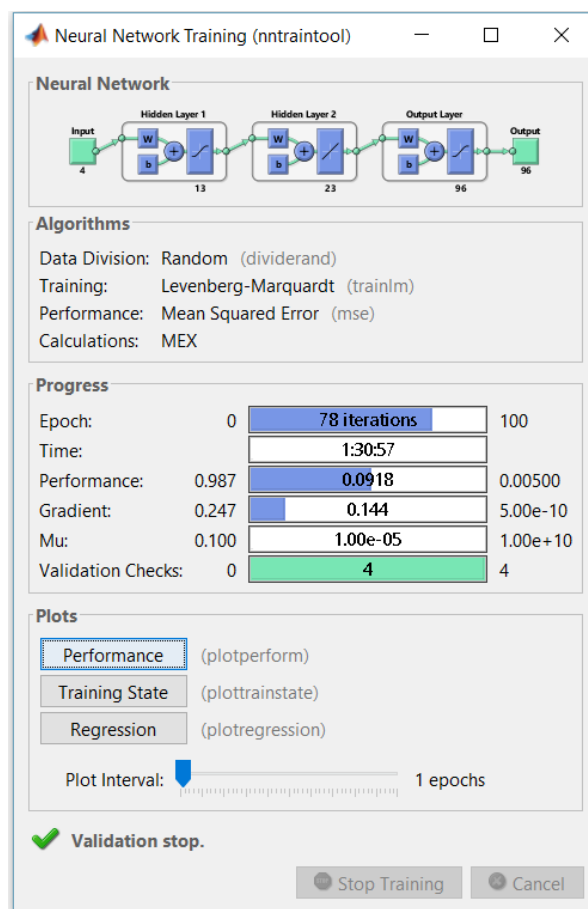 Neural Network Training (nntraintool)
Neural Network
Hidden Layer 1 Hidden Layer 2 Output Layer
Input Output
W W W
b b b
+ + +
4 13 23 96 96
Algorithms
Data Division: Random (dividerand)
Training: Levenberg-Marquardt (trainlm)
Performance: Mean Squared Error (mse)
Calculations: MEX
Progress
Epoch: 0 78 iterations 100
Time: 1:30:57
Performance: 0.987 0.0918 0.00500
Gradient: 0.247 0.144 5.00e-10
Mu: 0.100 1.00e-05 1.00e+10
Validation Checks: 0 4 4
Plots
Performance (plotperform)
Training State (plottrainstate)
Regression (plotregression)
Plot Interval: 1 epochs
Validation stop.
Stop Training Cancel